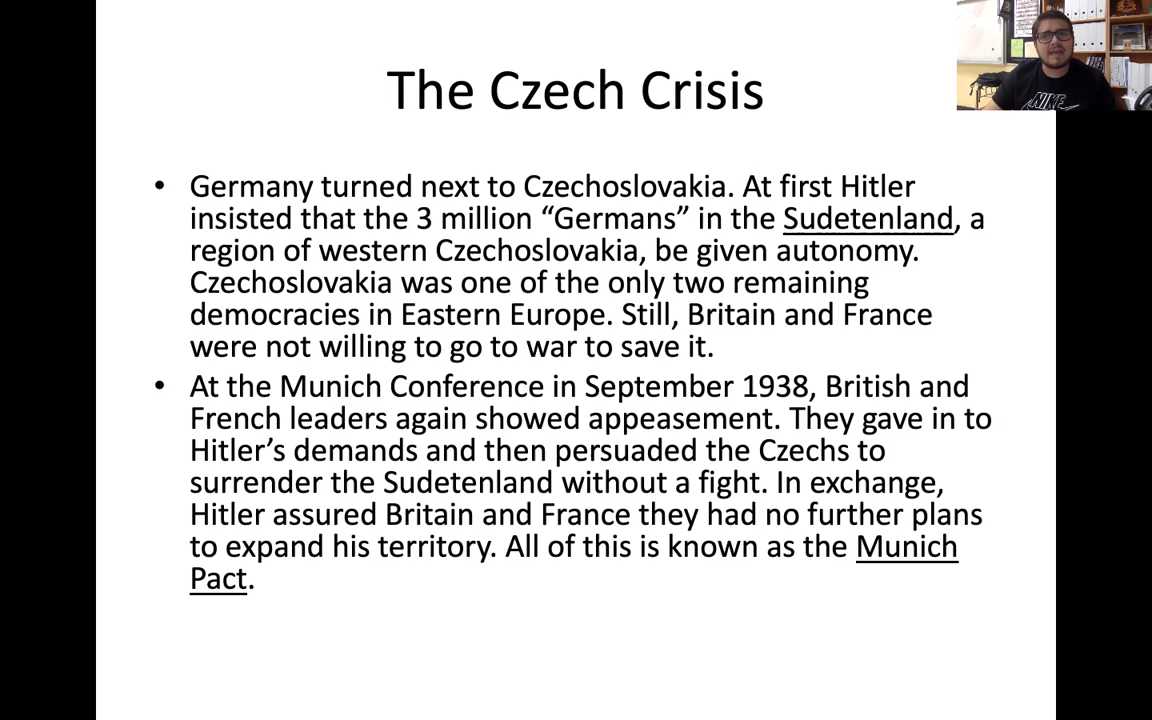 The Czech Crisis
• Germany turned next to Czechoslovakia. At first Hitler
insisted that the 3 million “Germans” in the Sudetenland, a
region of western Czechoslovakia, be given autonomy.
Czechoslovakia was one of the only two remaining
democracies in Eastern Europe. Still, Britain and France
were not willing to go to war to save it.
• At the Munich Conference in September 1938, British and
French leaders again showed appeasement. They gave in to
Hitler’s demands and then persuaded the Czechs to
surrender the Sudetenland without a fight. In exchange,
Hitler assured Britain and France they had no further plans
to expand his territory. All of this is known as the Munich
Pact.
NIKE